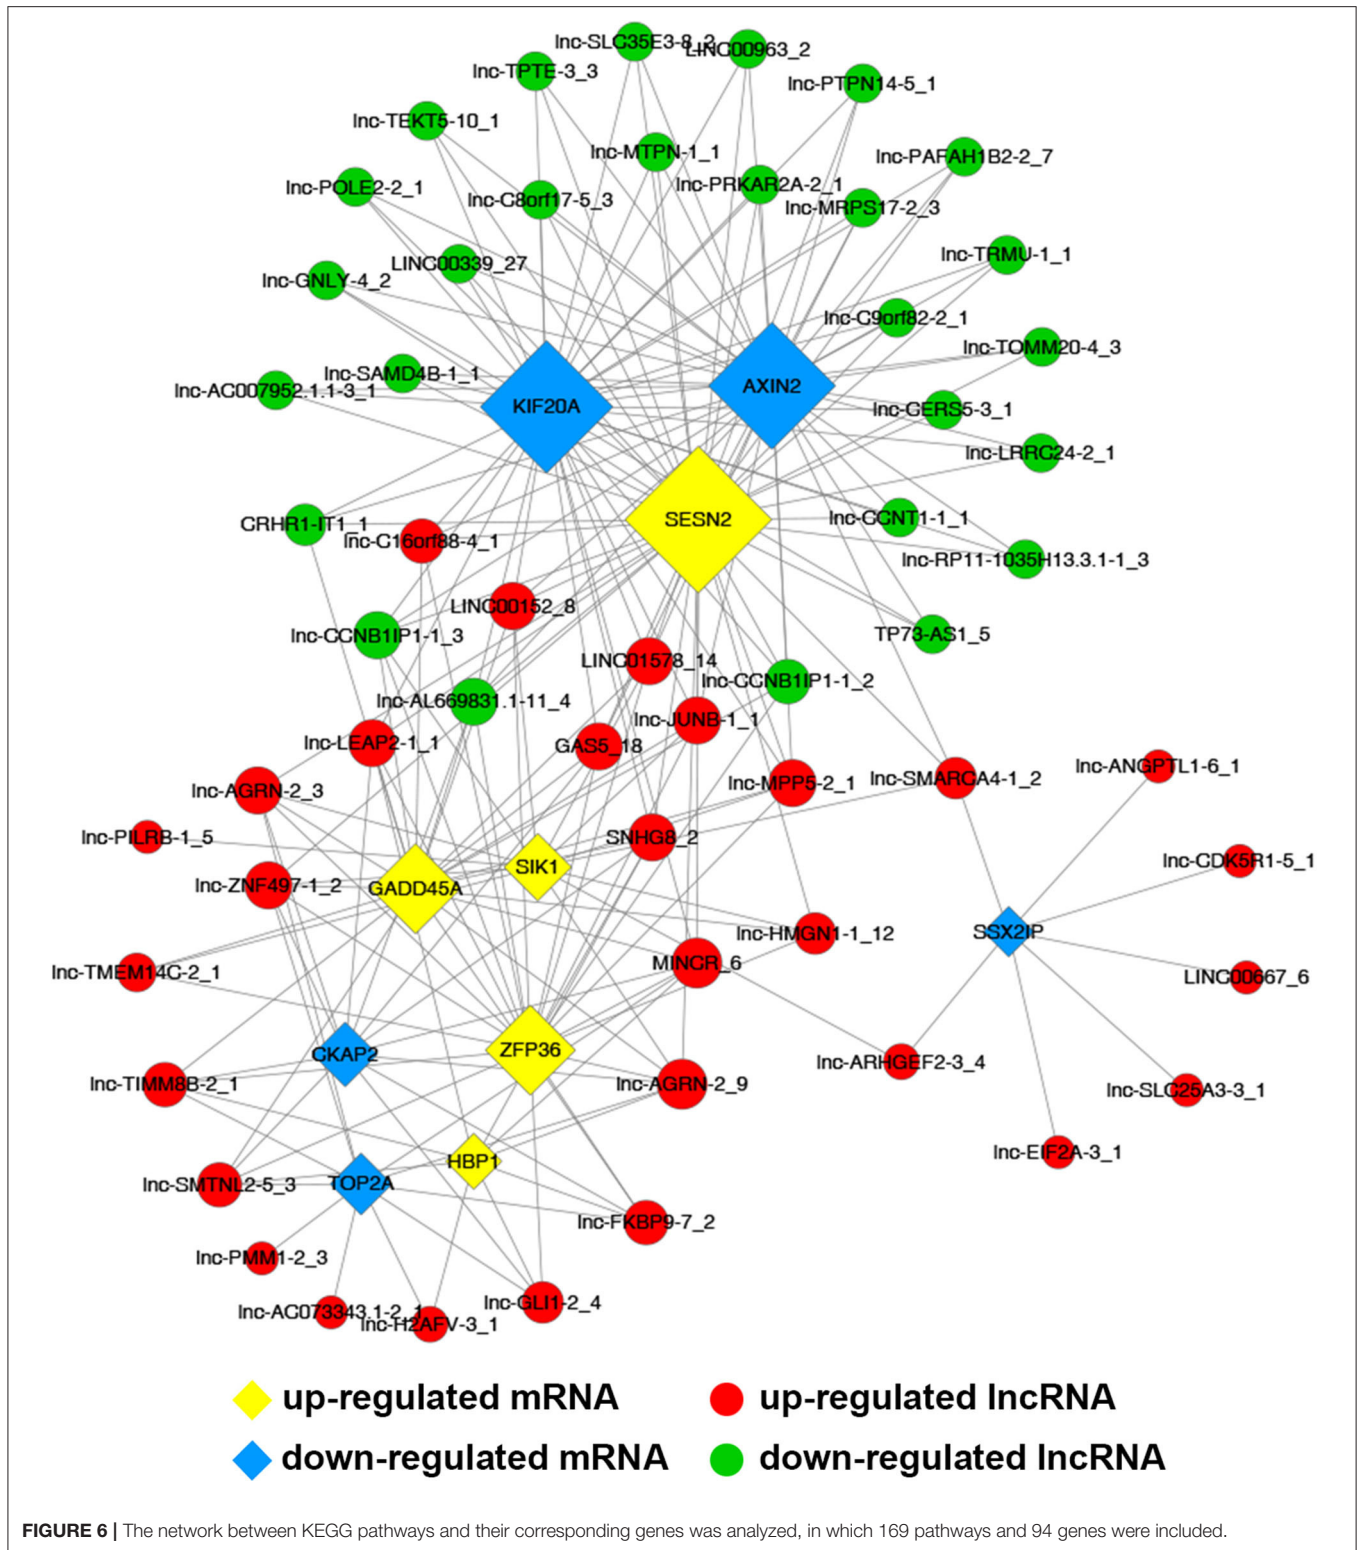 lnc-SLC35E3-8_2
LINC00963_2
lnc-TPTE-3_3
lnc-PTPN14-5_1
lnc-TEKT5-10_1
lnc-MTPN-1_1
lnc-PAFAH1B2-2_7
lnc-POLE2-2_1
lnc-C8orf17-5_3
lnc-PRKAR2A-2_1
lnc-MRPS17-2_3
LINC00339_27
lnc-TRMU-1_1
lnc-GNLY-4_2
lnc-C9orf82-2_1
lnc-TOMM20-4_3
lnc-SAMD4B-1_1
lnc-AC007952.1.1-3_1
KIF20A
AXIN2
lnc-CERS5-3_1
lnc-LRRC24-2_1
CRHR1-IT1_1
lnc-C16orf88-4_1
SESN2
lnc-CCNT1-1_1
lnc-RP11-1035H13.3.1-1_3
LINC00152_8
lnc-CCNB1IP1-1_3
TP73-AS1_5
LINC01578_14
lnc-CCNB1IP1-1_2
lnc-AL669831.1-11_4
lnc-JUNB-1_1
lnc-LEAP2-1_1
GAS5_18
lnc-ANGPTL1-6_1
lnc-AGRN-2_3
lnc-MPP5-2_1
lnc-SMARCA4-1_2
lnc-PILRB-1_5
SNHG8_2
lnc-CDK5R1-5_1
lnc-ZNF497-1_2
GADD45A
SIK1
lnc-HMGN1-1_12
SSX2IP
lnc-TMEM14C-2_1
MINCR_6
LINC00667_6
CKAP2
ZFP36
lnc-ARHGEF2-3_4
lnc-TIMM8B-2_1
lnc-AGRN-2_9
lnc-SLC25A3-3_1
HBP1
lnc-EIF2A-3_1
lnc-SMTNL2-5_3
TOP2A
lnc-FKBP9-7_2
lnc-PMM1-2_3
lnc-AC073343.1-2_1
lnc-H2AFV-3_1
lnc-GLI1-2_4
up-regulated mRNA
up-regulated lncRNA
down-regulated mRNA
down-regulated lncRNA
FIGURE 6 | The network between KEGG pathways and their corresponding genes was analyzed, in which 169 pathways and 94 genes were included.